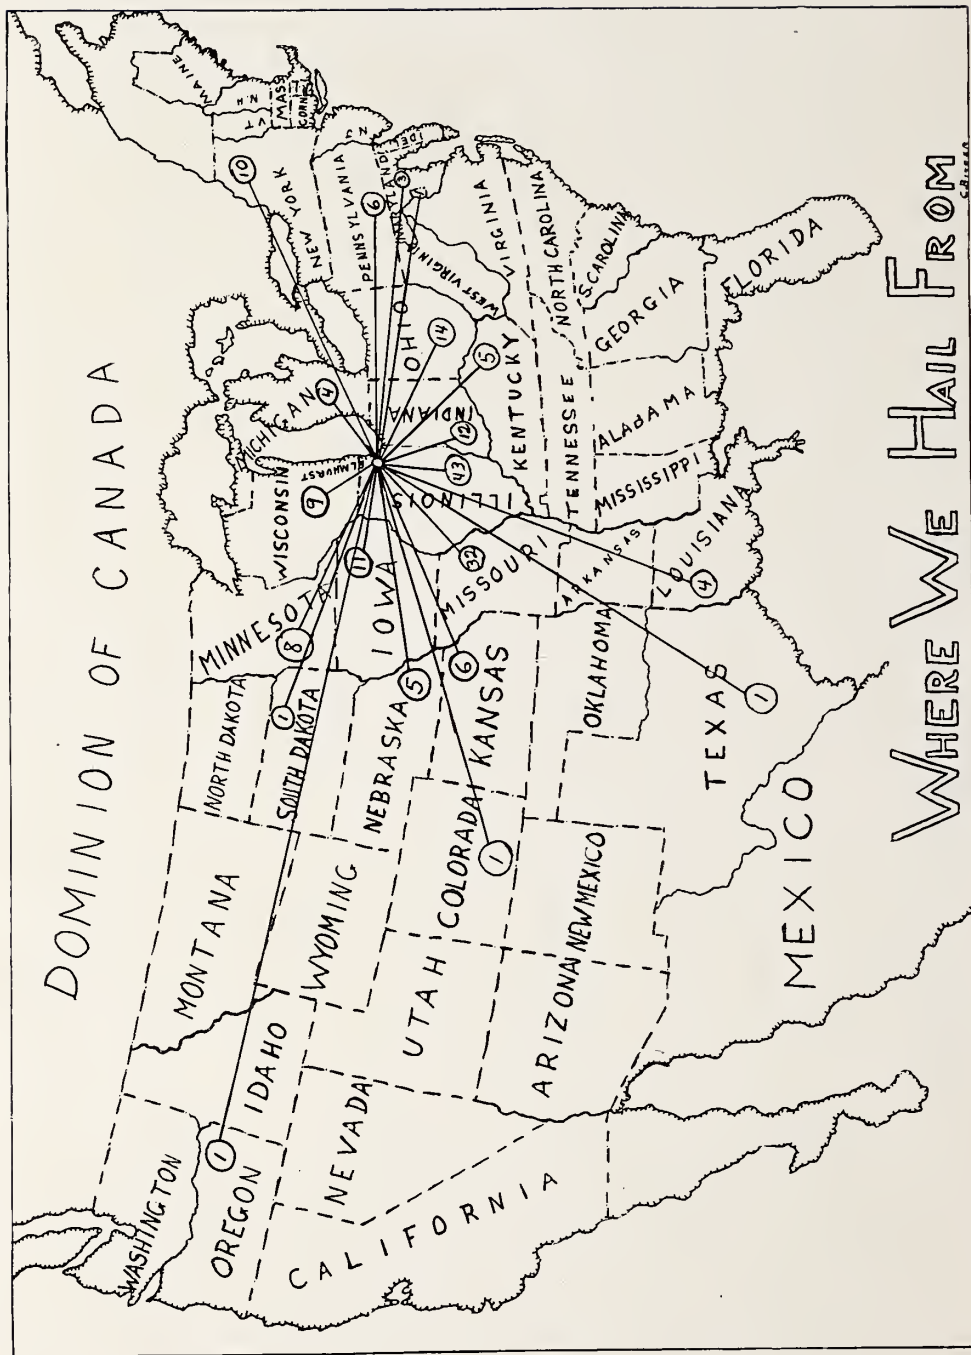 DOMINION OF CANADA
WASHINGTON
OREGON
1
IDAHO
MONTANA
NORTH DAKOTA
SOUTH DAKOTA
1
MINNESOTA
8
WISCONSIN
9
MICHIGAN
4
NEW YORK
10
VT
N.H
MAINE
MASS
CONN
N.J
PENNSYLVANIA
6
MARYLAND
3
DEL
OHIO
14
INDIANA
12
5
ELMHURST
ILLINOIS
43
IOWA
11
NEBRASKA
5
WYOMING
NEVADA
UTAH
COLORADA
1
KANSAS
6
MISSOURI
32
KENTUCKY
WEST VIRGINIA
VIRGINIA
NORTH CAROLINA
S. CAROLINA
TENNESSEE
CALIFORNIA
ARIZONA
NEW MEXICO
OKLAHOMA
ARKANSAS
MISSISSIPPI
ALABAMA
GEORGIA
FLORIDA
LOUISIANA
4
TEXAS
1
MEXICO
WHERE WE HAIL FROM